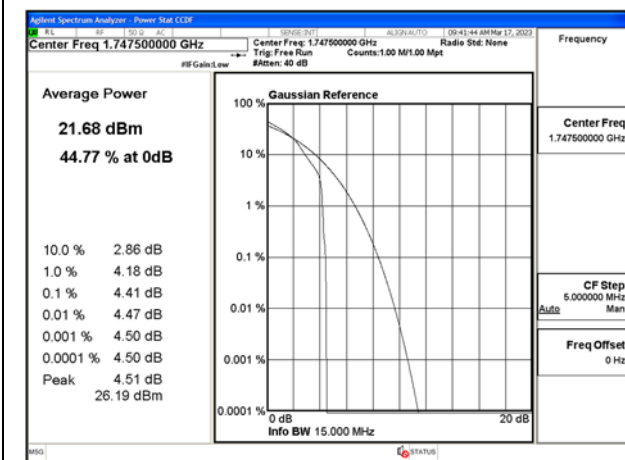 Agilent Spectrum Analyzer - Power Stat CCDF
RL RF 50 Ω AC SENSE:INT ALIGN AUTO 09:41:44 AM Mar 17, 2023
Center Freq 1.747500000 GHz
Center Freq: 1.747500000 GHz Radio Std: None
Trig: Free Run Counts:1.00 M/1.00 Mpt
#IFGain:Low #Atten: 40 dB
Frequency
Average Power
21.68 dBm
44.77 % at 0dB
10.0 % 2.86 dB
1.0 % 4.18 dB
0.1 % 4.41 dB
0.01 % 4.47 dB
0.001 % 4.50 dB
0.0001 % 4.50 dB
Peak 4.51 dB
26.19 dBm
Gaussian Reference
100 %
10 %
1 %
0.1 %
0.01 %
0.001 %
0.0001 %
0 dB 20 dB
Info BW 15.000 MHz
Center Freq
1.747500000 GHz
CF Step
5.000000 MHz
Auto Man
Freq Offset
0 Hz
MSG STATUS